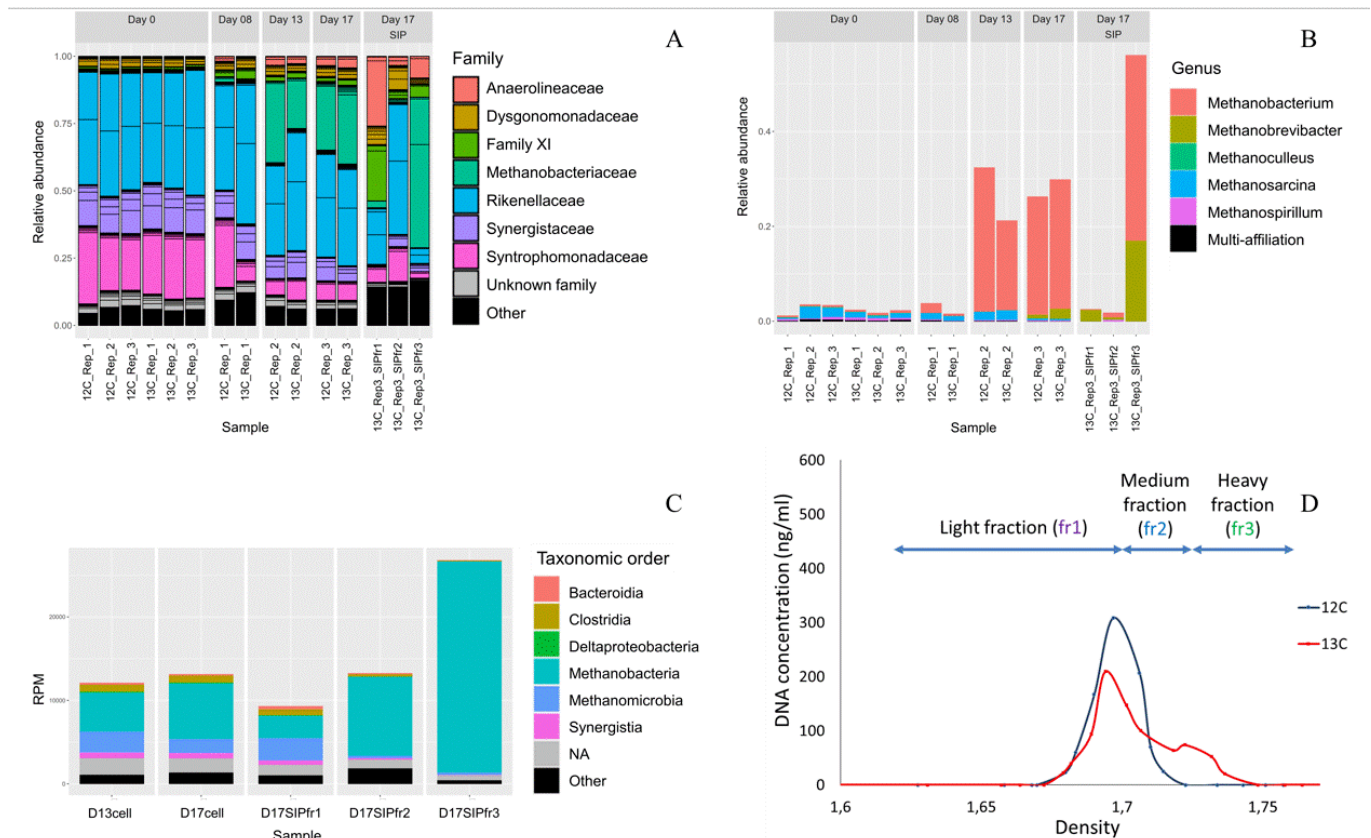 Day 0
Day 08
Day 13
Day 17
Day 17
SIP
A
1.00
0.75
0.50
0.25
0.00
Relative abundance
12C_Rep_1
12C_Rep_2
12C_Rep_3
13C_Rep_1
13C_Rep_2
13C_Rep_3
12C_Rep_1
13C_Rep_1
12C_Rep_2
13C_Rep_2
12C_Rep_3
13C_Rep_3
13C_Rep3_SIPfr1
13C_Rep3_SIPfr2
13C_Rep3_SIPfr3
Sample
Family
Anaerolineaceae
Dysgonomonadaceae
Family XI
Methanobacteriaceae
Rikenellaceae
Synergistaceae
Syntrophomonadaceae
Unknown family
Other
Day 0
Day 08
Day 13
Day 17
Day 17
SIP
B
0.4
0.2
0.0
Relative abundance
12C_Rep_1
12C_Rep_2
12C_Rep_3
13C_Rep_1
13C_Rep_2
13C_Rep_3
12C_Rep_1
13C_Rep_1
12C_Rep_2
13C_Rep_2
12C_Rep_3
13C_Rep_3
13C_Rep3_SIPfr1
13C_Rep3_SIPfr2
13C_Rep3_SIPfr3
Sample
Genus
Methanobacterium
Methanobrevibacter
Methanoculleus
Methanosarcina
Methanospirillum
Multi-affiliation
C
20000
10000
0
RPM
D13cell
D17cell
D17SIPfr1
D17SIPfr2
D17SIPfr3
Sample
Taxonomic order
Bacteroidia
Clostridia
Deltaproteobacteria
Methanobacteria
Methanomicrobia
Synergistia
NA
Other
D
600
500
400
300
200
100
0
DNA concentration (ng/ml)
Light fraction (fr1)
Medium
fraction
(fr2)
Heavy
fraction
(fr3)
12C
13C
1,6
1,65
1,7
1,75
Density